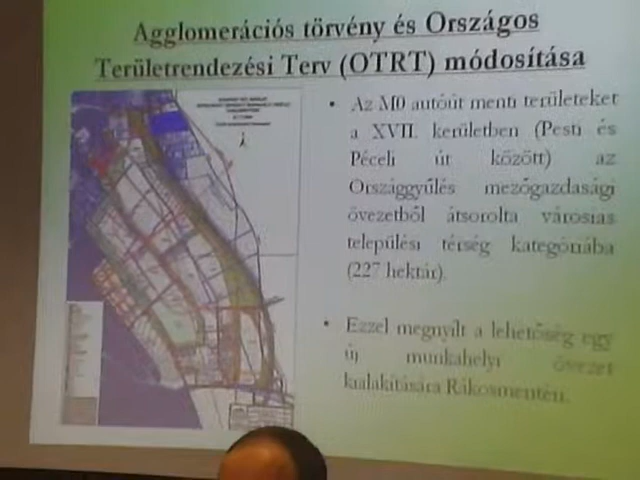 Agglomerációs törvény és Országos
Területrendezési Terv (OTRT) módosítása
• Az M0 autóút menti területeket
a XVII. kerületben (Pesti és
Péceli út között) az
Országgyűlés mezőgazdasági
övezetből átsorolta városias
települési térség kategóriába
(227 hektár).
• Ezzel megnyílt a lehetőség egy
új munkahelyi övezet
kialakítására Rákosmentén.